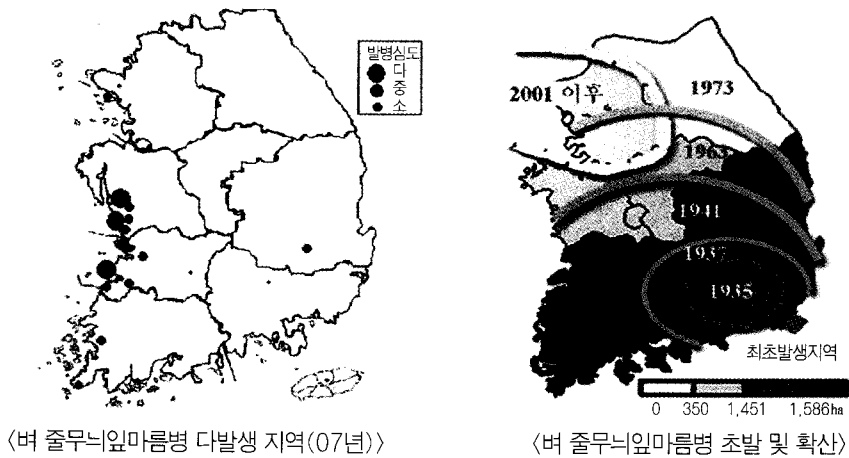 발병심도
다
중
소
<벼 줄무늬잎마름병 다발생 지역(07년)>
2001 이후
1973
1963
1941
1937
1935
최초발생지역
0 350 1,451 1,586ha
<벼 줄무늬잎마름병 초발 및 확산>